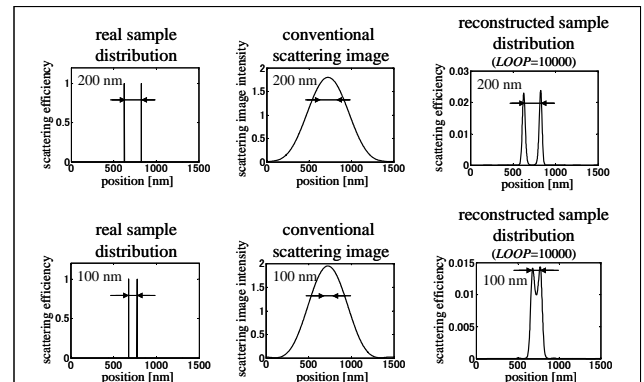 real sample
distribution
scattering efficiency
1
0.5
0
200 nm
0 500 1000 1500
position [nm]
conventional
scattering image
scattering image intensity
2
1.5
1
0.5
0
200 nm
0 500 1000 1500
position [nm]
reconstructed sample
distribution
(LOOP=10000)
scattering efficiency
0.03
0.02
0.01
0
200 nm
0 500 1000 1500
position [nm]
real sample
distribution
scattering efficiency
1
0.5
0
100 nm
0 500 1000 1500
position [nm]
conventional
scattering image
scattering image intensity
2
1.5
1
0.5
0
100 nm
0 500 1000 1500
position [nm]
reconstructed sample
distribution
(LOOP=10000)
scattering efficiency
0.015
0.01
0.005
0
100 nm
0 500 1000 1500
position [nm]